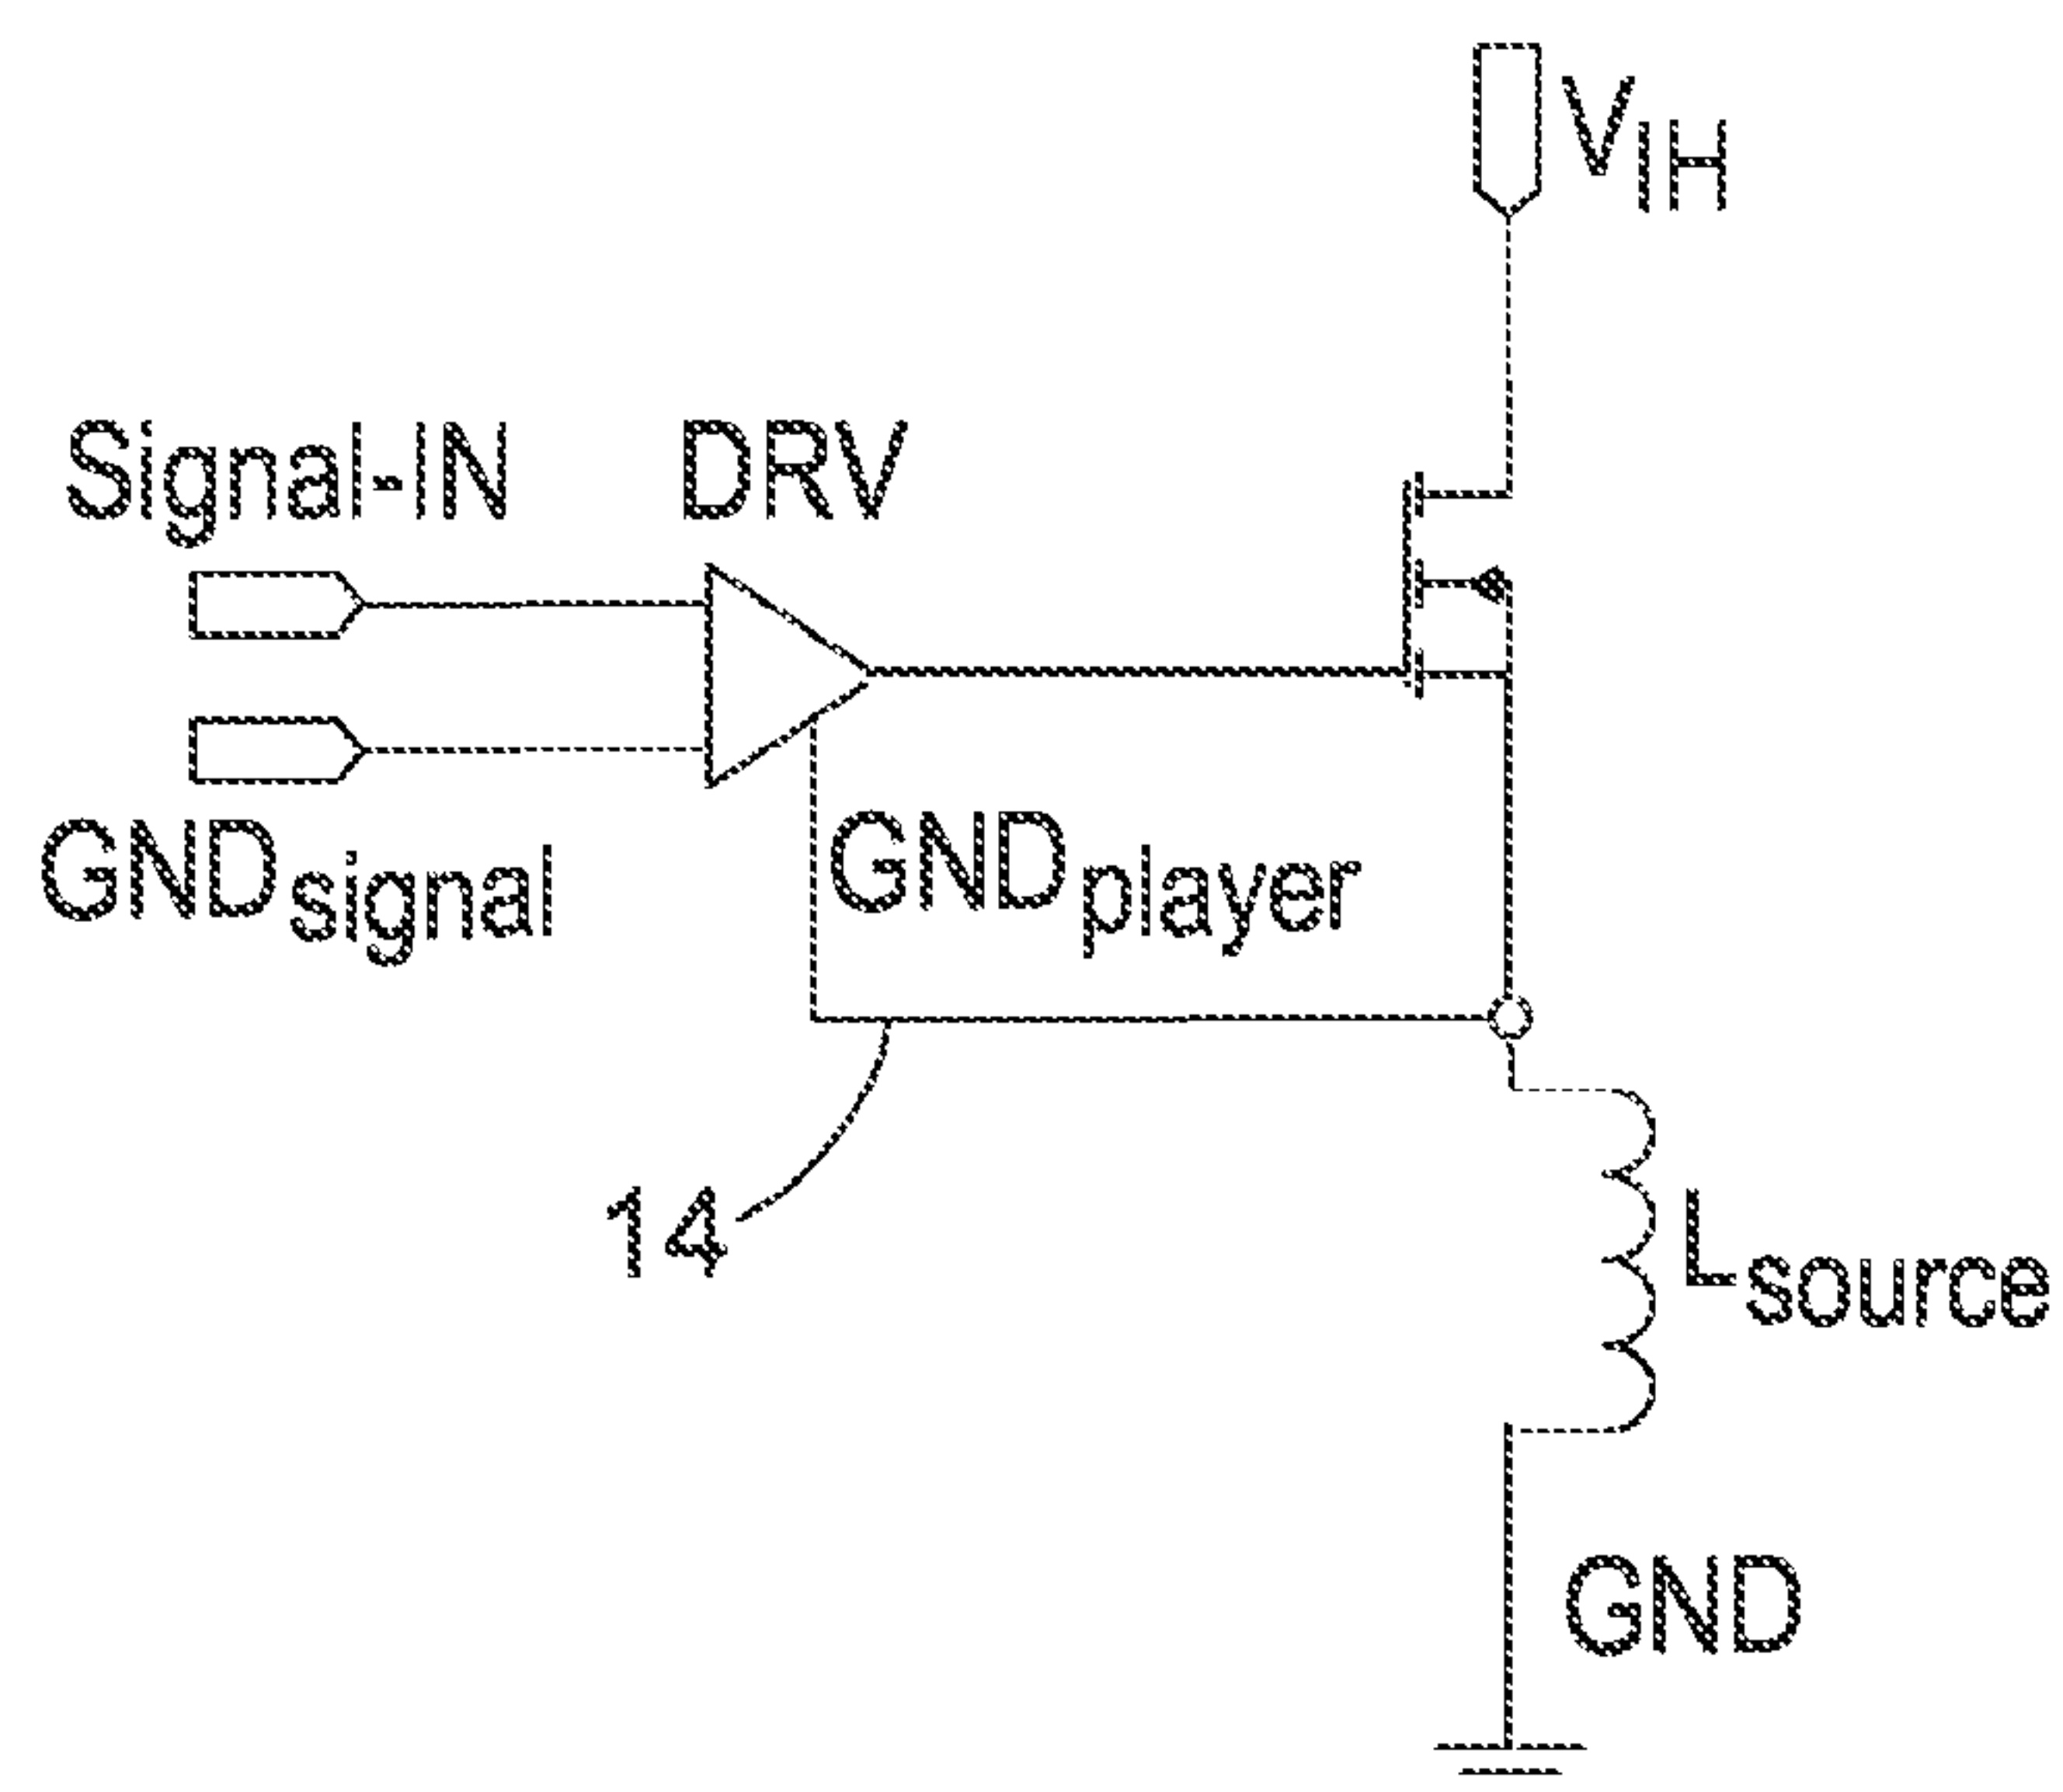 VIH
Signal-IN
DRV
GNDsignal
GNDplayer
14
Lsource
GND